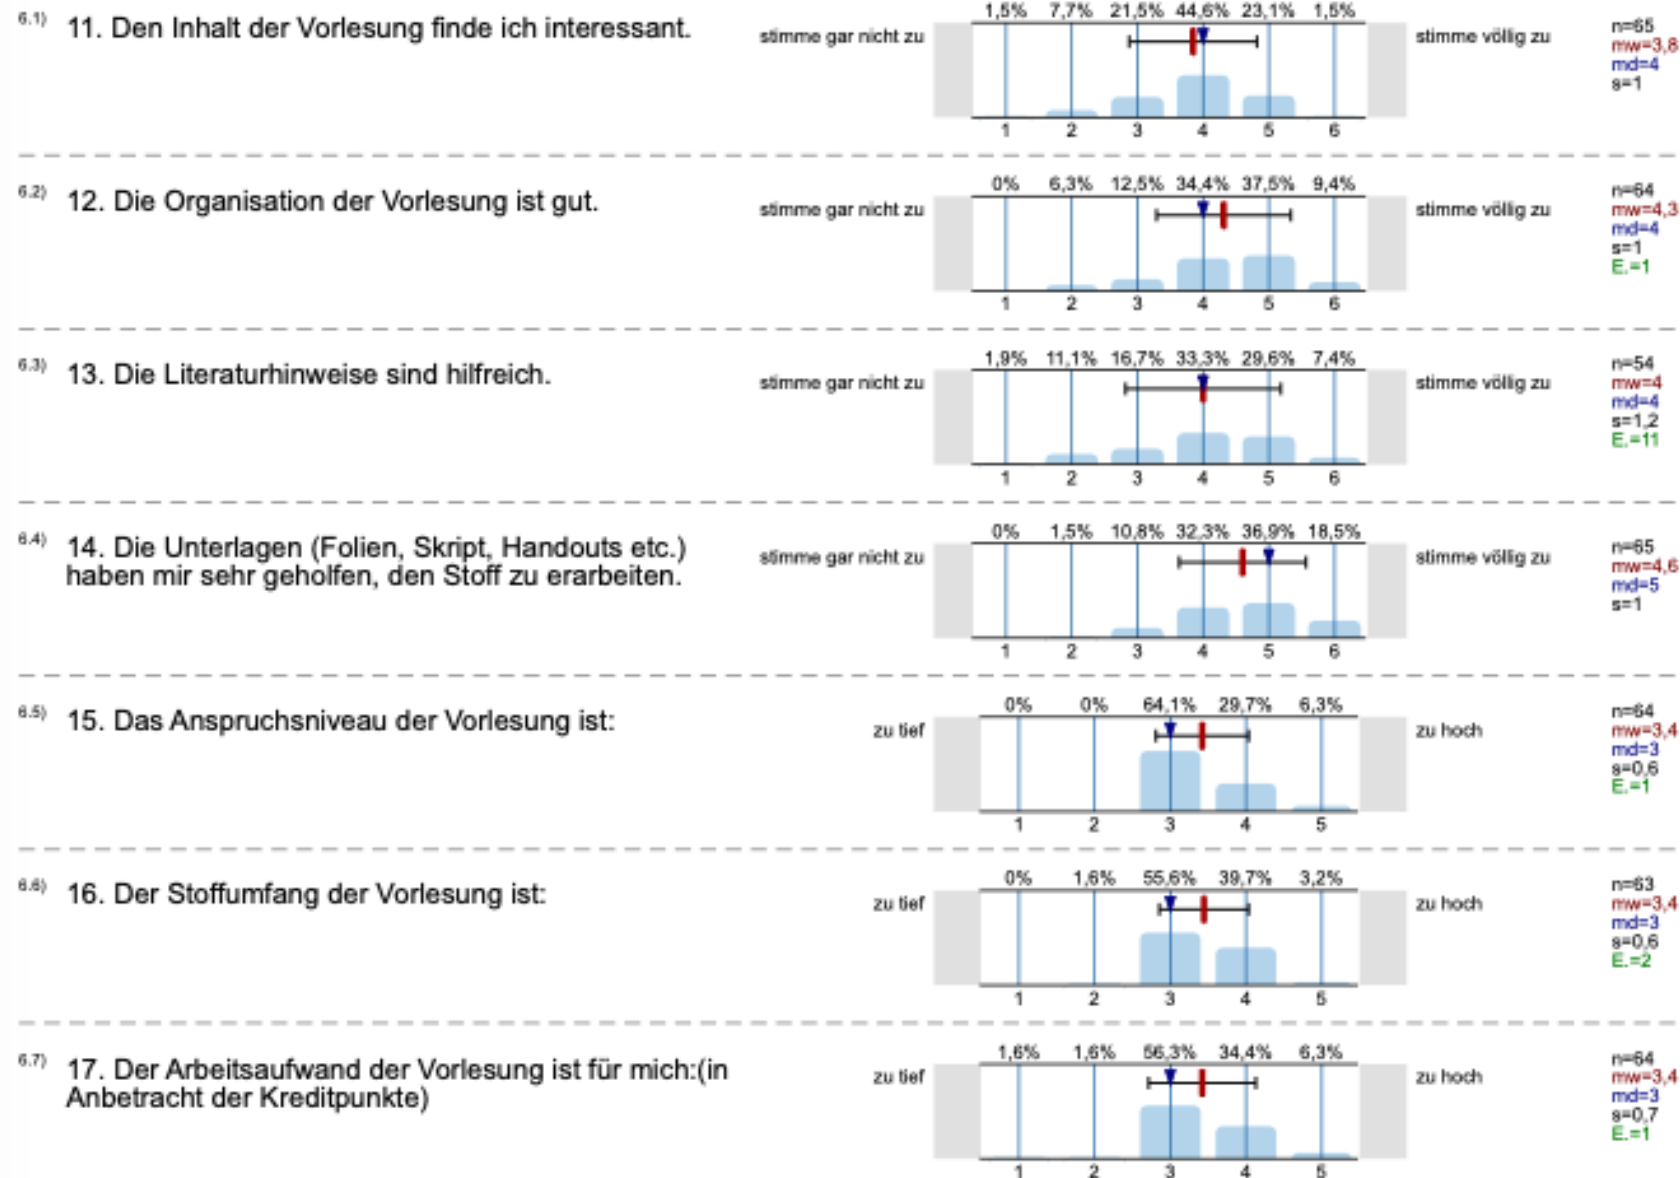 6.1) 11. Den Inhalt der Vorlesung finde ich interessant.
stimme gar nicht zu
1,5% 7,7% 21,5% 44,6% 23,1% 1,5%
1 2 3 4 5 6
stimme völlig zu
n=65
mw=3,8
md=4
s=1
6.2) 12. Die Organisation der Vorlesung ist gut.
stimme gar nicht zu
0% 6,3% 12,5% 34,4% 37,5% 9,4%
1 2 3 4 5 6
stimme völlig zu
n=64
mw=4,3
md=4
s=1
E.=1
6.3) 13. Die Literaturhinweise sind hilfreich.
stimme gar nicht zu
1,9% 11,1% 16,7% 33,3% 29,6% 7,4%
1 2 3 4 5 6
stimme völlig zu
n=54
mw=4
md=4
s=1,2
E.=11
6.4) 14. Die Unterlagen (Folien, Skript, Handouts etc.)
haben mir sehr geholfen, den Stoff zu erarbeiten.
stimme gar nicht zu
0% 1,5% 10,8% 32,3% 36,9% 18,5%
1 2 3 4 5 6
stimme völlig zu
n=65
mw=4,6
md=5
s=1
6.5) 15. Das Anspruchsniveau der Vorlesung ist:
zu tief
0% 0% 64,1% 29,7% 6,3%
1 2 3 4 5
zu hoch
n=64
mw=3,4
md=3
s=0,6
E.=1
6.6) 16. Der Stoffumfang der Vorlesung ist:
zu tief
0% 1,6% 55,6% 39,7% 3,2%
1 2 3 4 5
zu hoch
n=63
mw=3,4
md=3
s=0,6
E.=2
6.7) 17. Der Arbeitsaufwand der Vorlesung ist für mich:(in
Anbetracht der Kreditpunkte)
zu tief
1,6% 1,6% 56,3% 34,4% 6,3%
1 2 3 4 5
zu hoch
n=64
mw=3,4
md=3
s=0,7
E.=1